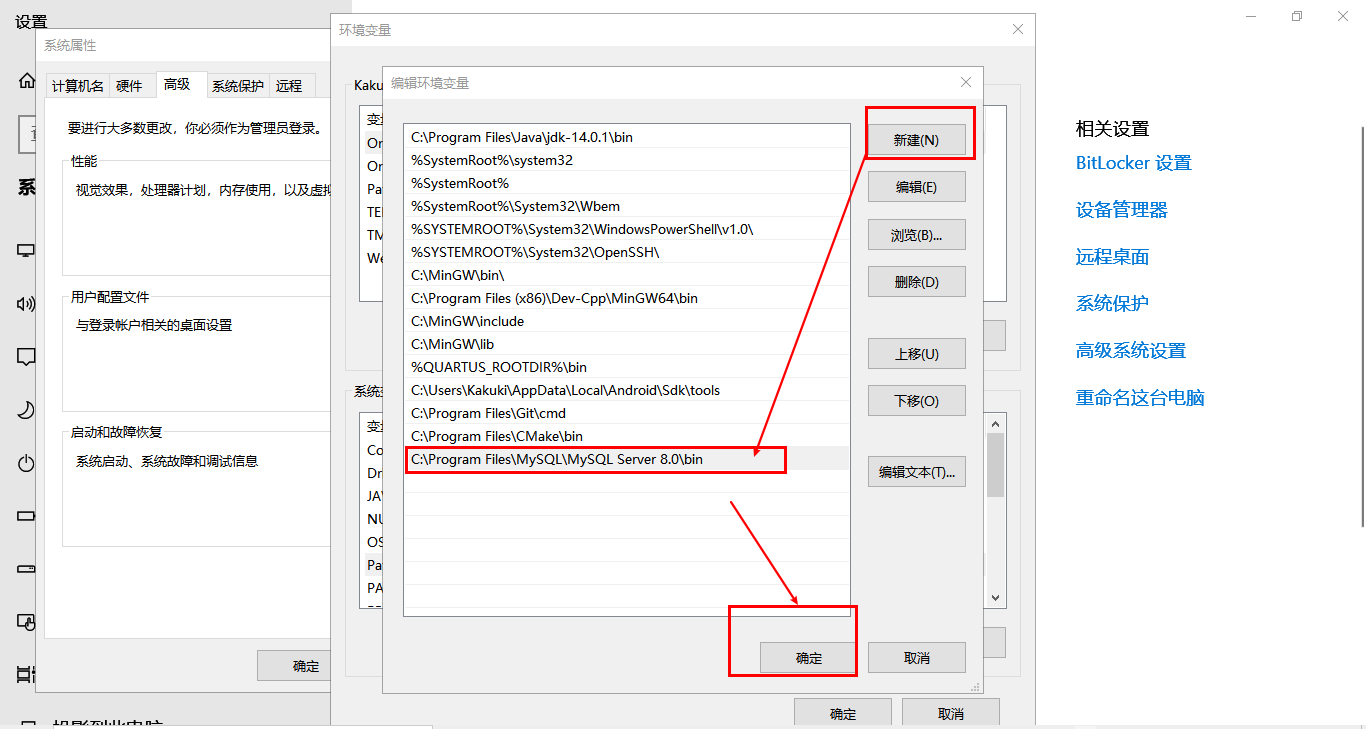 设置
系统属性
计算机名
硬件
高级
系统保护
远程
要进行大多数更改，你必须作为管理员登录。
性能
视觉效果，处理器计划，内存使用，以及虚拟
用户配置文件
与登录帐户相关的桌面设置
启动和故障恢复
系统启动、系统故障和调试信息
确定
系
投影到此电脑
环境变量
Kaku
变
Or
Or
Pa
TE
TM
We
系统变
变
Co
Dr
JA
NU
OS
Pa
PA
确定
取消
编辑环境变量
C:\Program Files\Java\jdk-14.0.1\bin
%SystemRoot%\system32
%SystemRoot%
%SystemRoot%\System32\Wbem
%SYSTEMROOT%\System32\WindowsPowerShell\v1.0\
%SYSTEMROOT%\System32\OpenSSH\
C:\MinGW\bin\
C:\Program Files (x86)\Dev-Cpp\MinGW64\bin
C:\MinGW\include
C:\MinGW\lib
%QUARTUS_ROOTDIR%\bin
C:\Users\Kakuki\AppData\Local\Android\Sdk\tools
C:\Program Files\Git\cmd
C:\Program Files\CMake\bin
C:\Program Files\MySQL\MySQL Server 8.0\bin
新建(N)
编辑(E)
浏览(B)...
删除(D)
上移(U)
下移(O)
编辑文本(T)...
确定
取消
相关设置
BitLocker 设置
设备管理器
远程桌面
系统保护
高级系统设置
重命名这台电脑